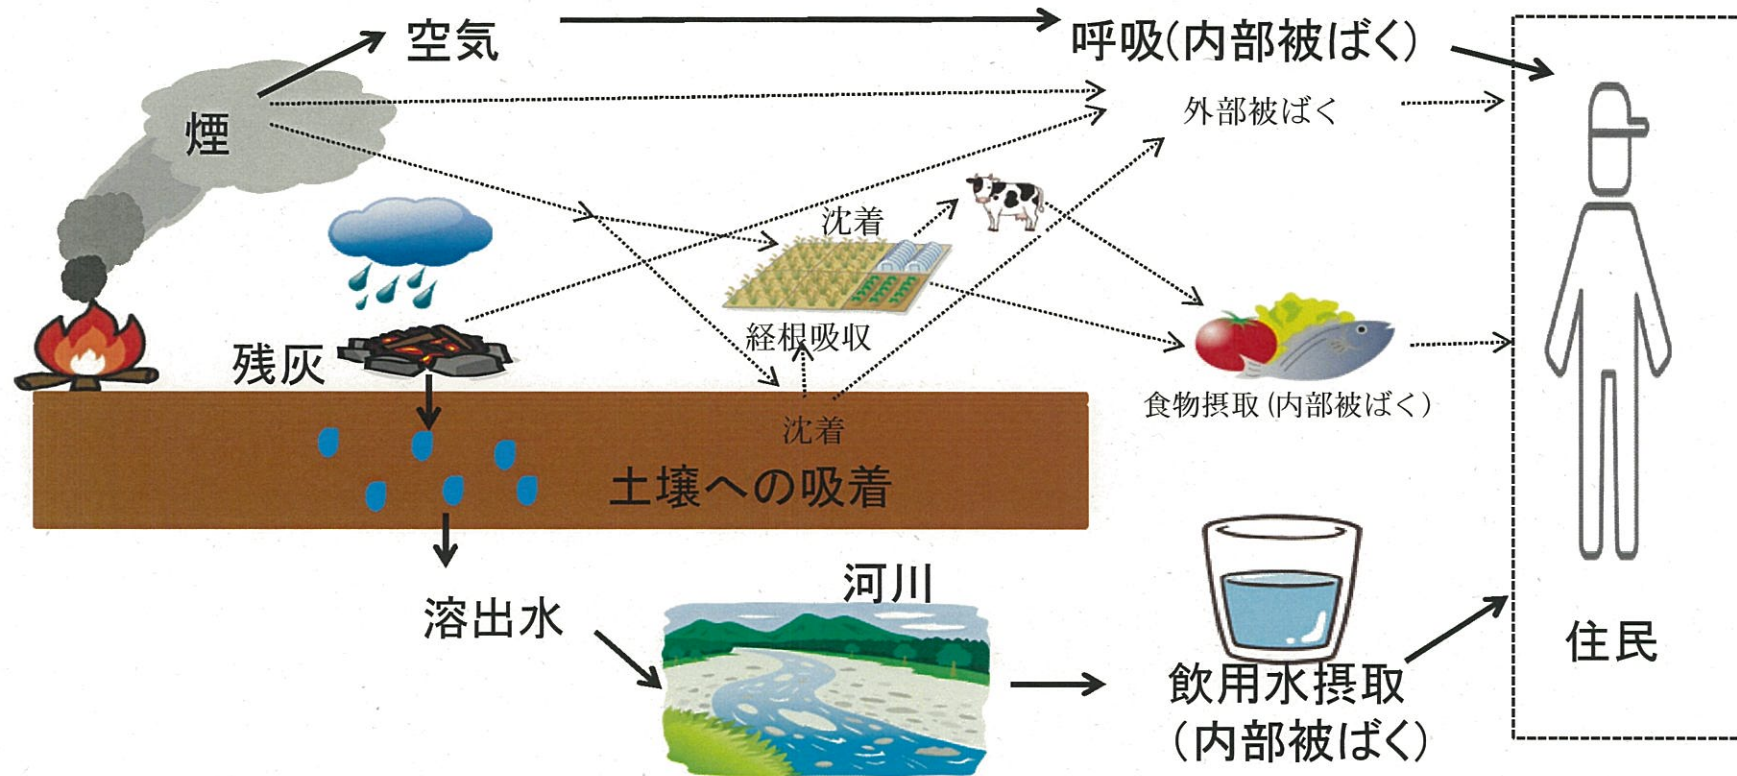 空気
呼吸(内部被ばく)
煙
外部被ばく
沈着
経根吸収
残灰
食物摂取(内部被ばく)
沈着
土壌への吸着
河川
溶出水
住民
飲用水摂取
(内部被ばく)